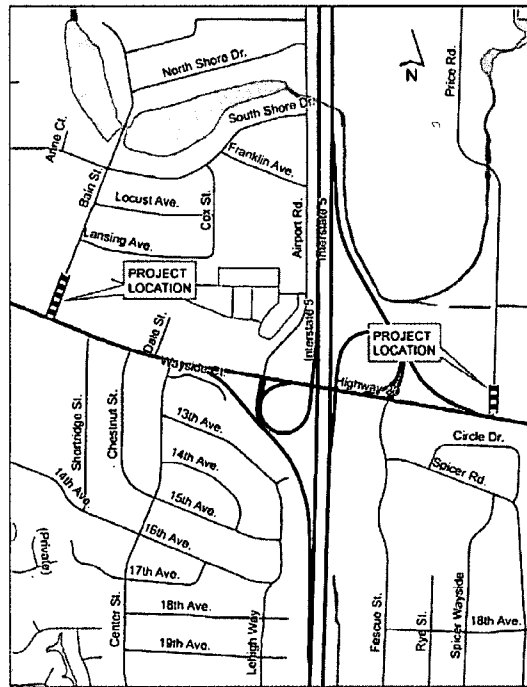 North Shore Dr.
South Shore Dr.
Anne Ct.
Bain St.
Franklin Ave.
Locust Ave.
Cox St.
Lansing Ave.
Airport Rd.
Interstate 5
Price Rd.
N
PROJECT
LOCATION
Interstate 5
PROJECT
LOCATION
Dale St.
Wayside
Highway
Shortridge St.
Chestnut St.
13th Ave.
14th Ave.
15th Ave.
14th Ave.
16th Ave.
17th Ave.
(Private)
Center St.
18th Ave.
19th Ave.
Lehigh Way
Circle Dr.
Spicer Rd.
Fescue St.
Rye St.
Spicer Wayside
18th Ave.